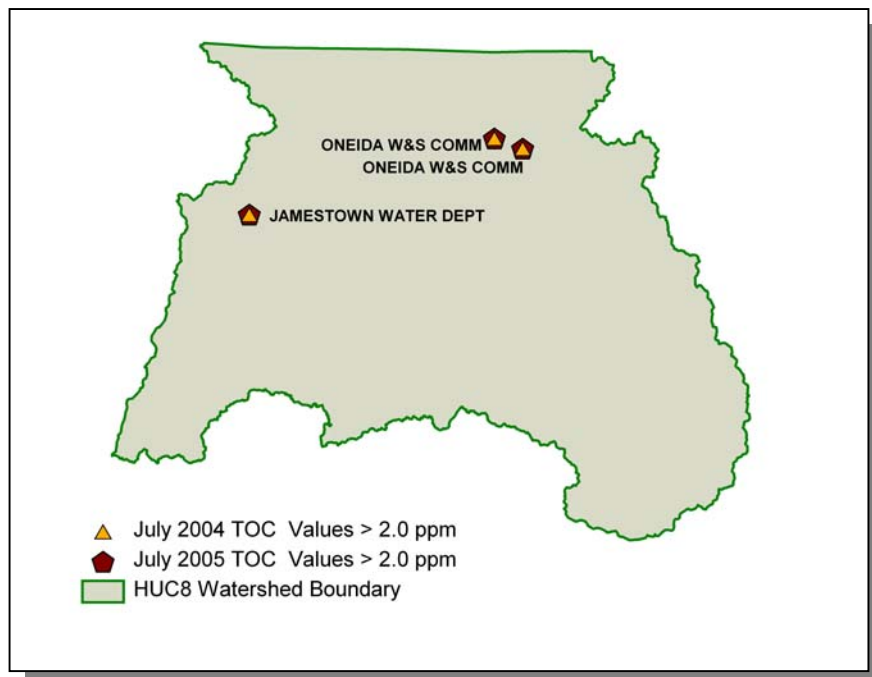 ONEIDA W&S COMM
ONEIDA W&S COMM
JAMESTOWN WATER DEPT
July 2004 TOC Values > 2.0 ppm
July 2005 TOC Values > 2.0 ppm
HUC8 Watershed Boundary